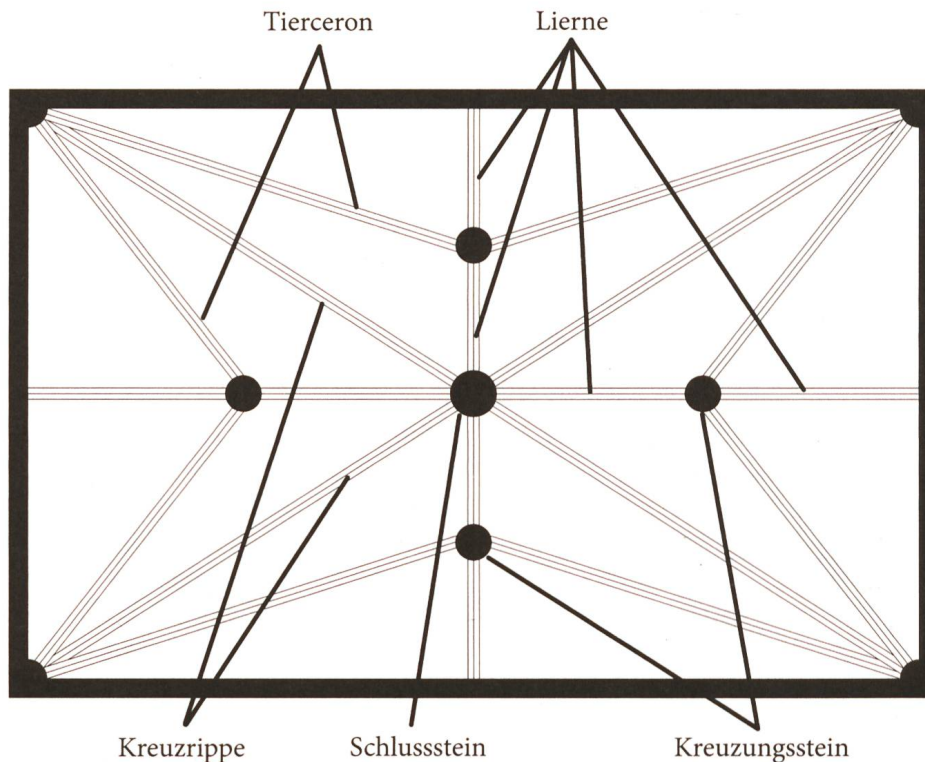 Tierceron
Lierne
Kreuzrippe
Schlussstein
Kreuzungsstein